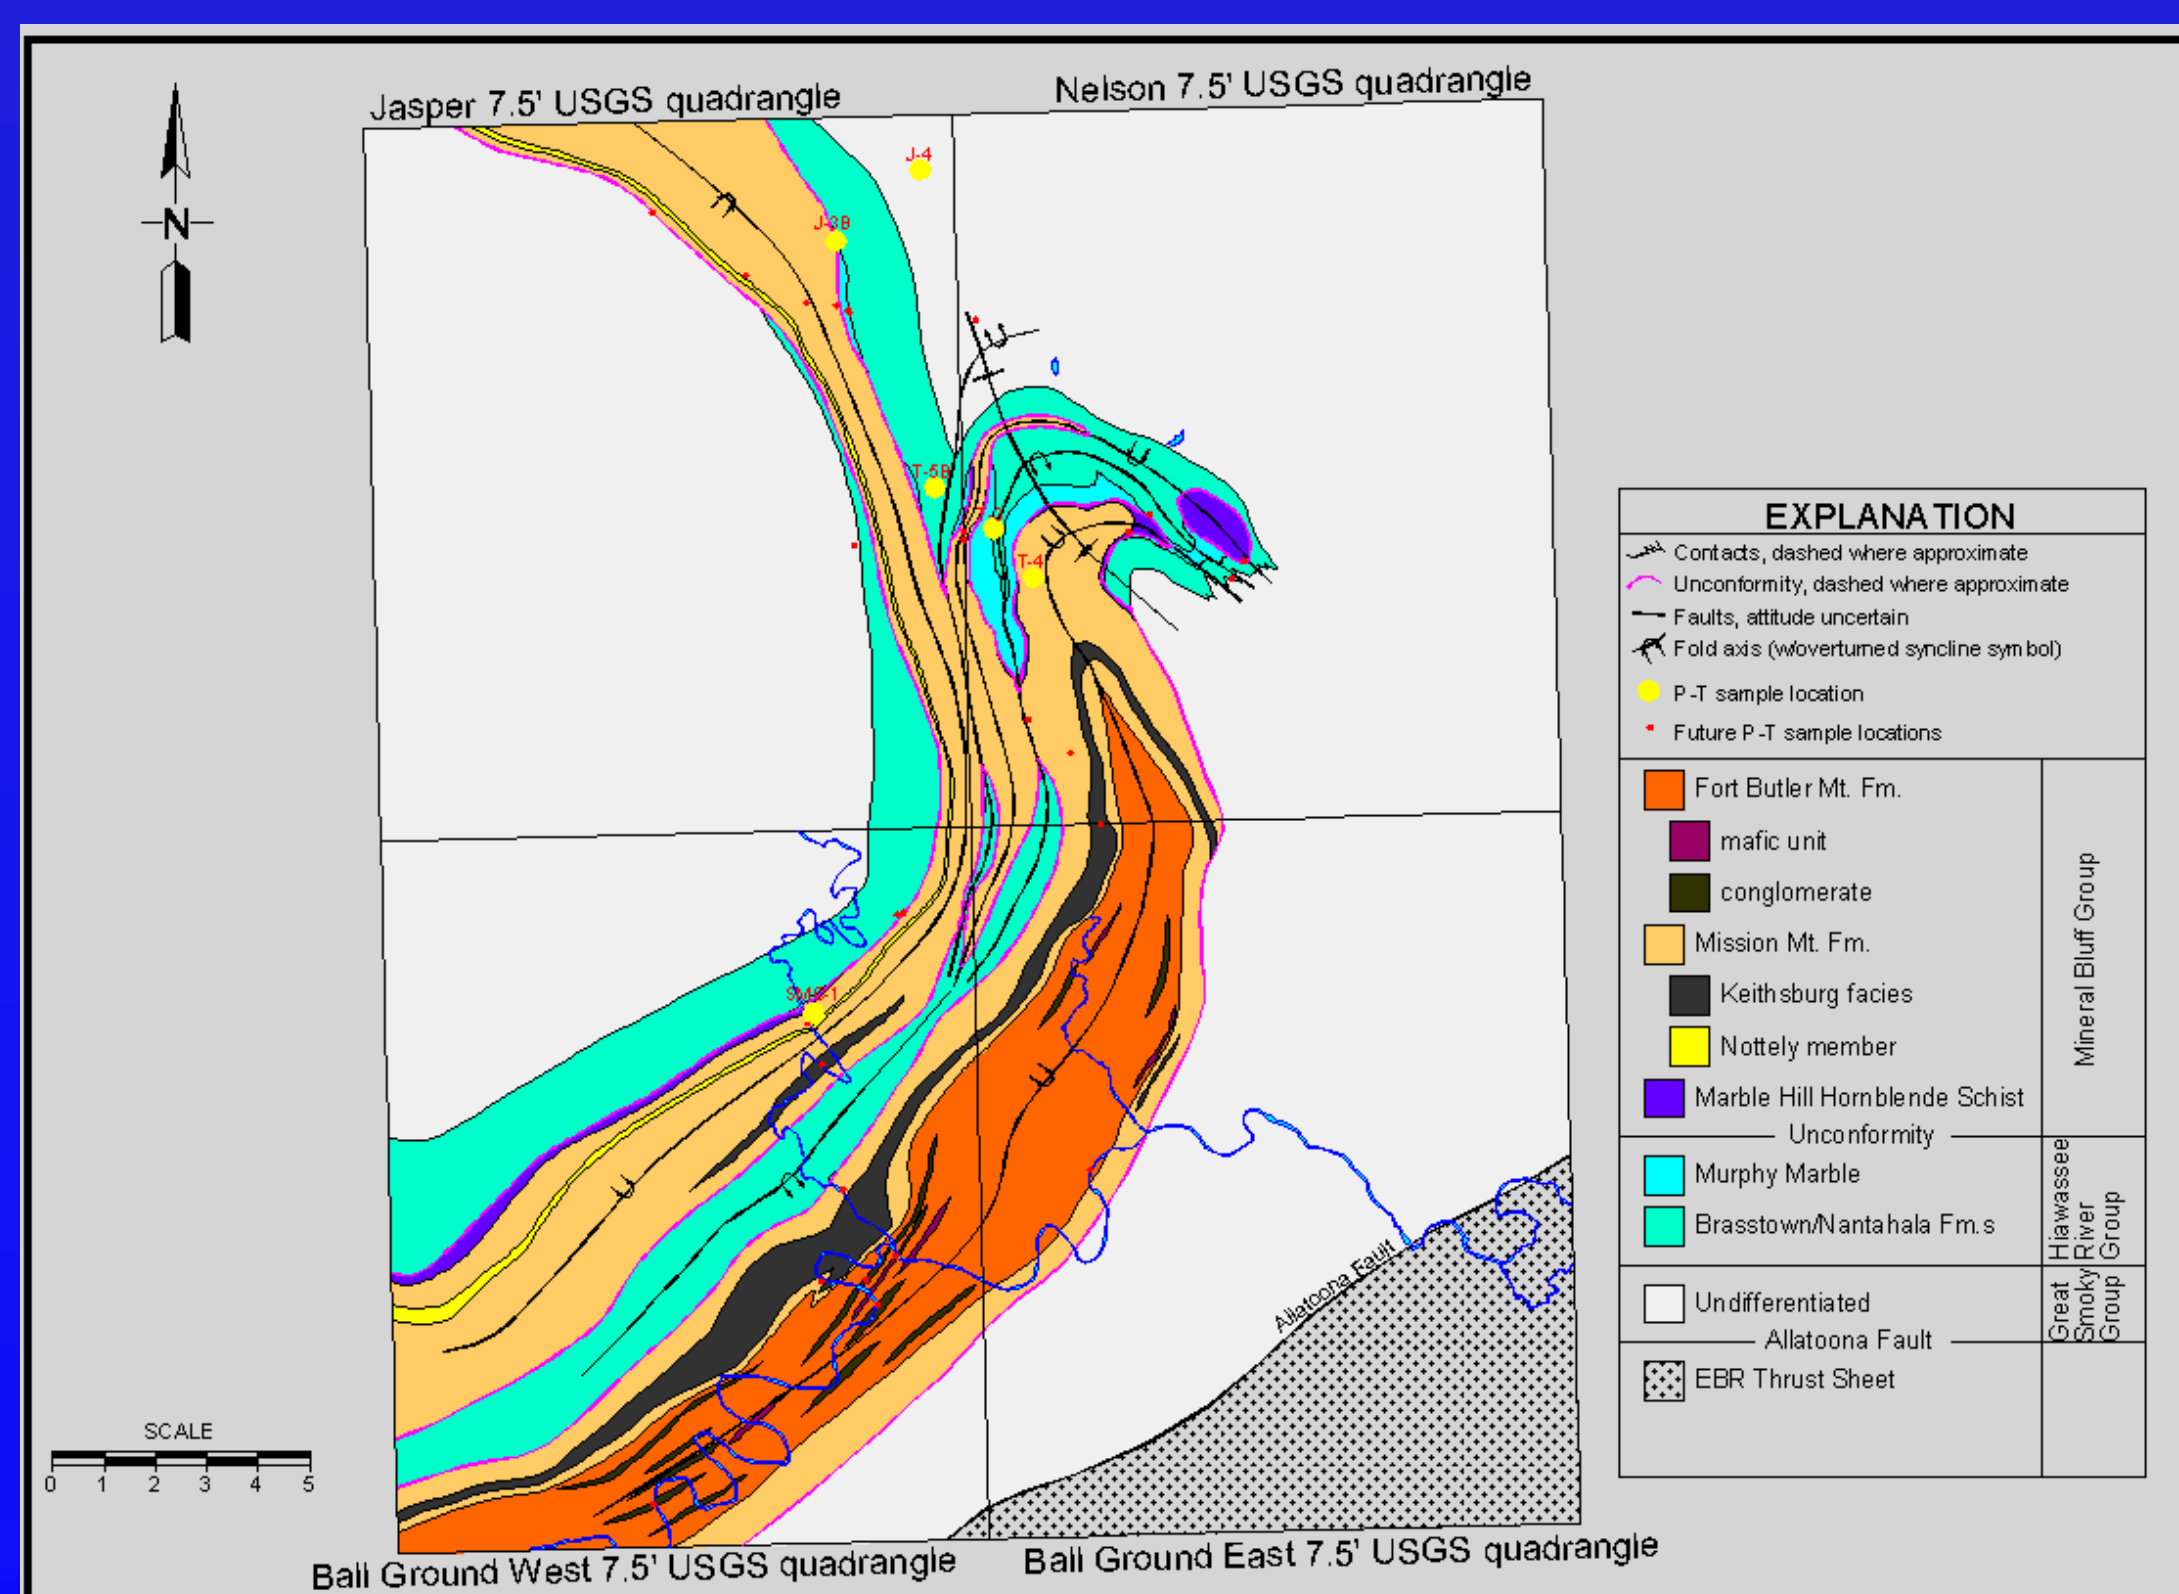 Jasper 7.5' USGS quadrangle
Nelson 7.5' USGS quadrangle
N
J-4
J-3B
T-5B
T-4
SMS-1
Allatoona Fault
SCALE
0 1 2 3 4 5
Ball Ground West 7.5' USGS quadrangle
Ball Ground East 7.5' USGS quadrangle
EXPLANATION
Contacts, dashed where approximate
Unconformity, dashed where approximate
Faults, attitude uncertain
Fold axis (w/overturned syncline symbol)
P-T sample location
Future P-T sample locations
Fort Butler Mt. Fm.
mafic unit
conglomerate
Mission Mt. Fm.
Keithsburg facies
Nottely member
Marble Hill Hornblende Schist
Mineral Bluff Group
Unconformity
Murphy Marble
Brasstown/Nantahala Fm.s
Hiawassee
River
Group
Undifferentiated
Great
Smoky
Group
Allatoona Fault
EBR Thrust Sheet